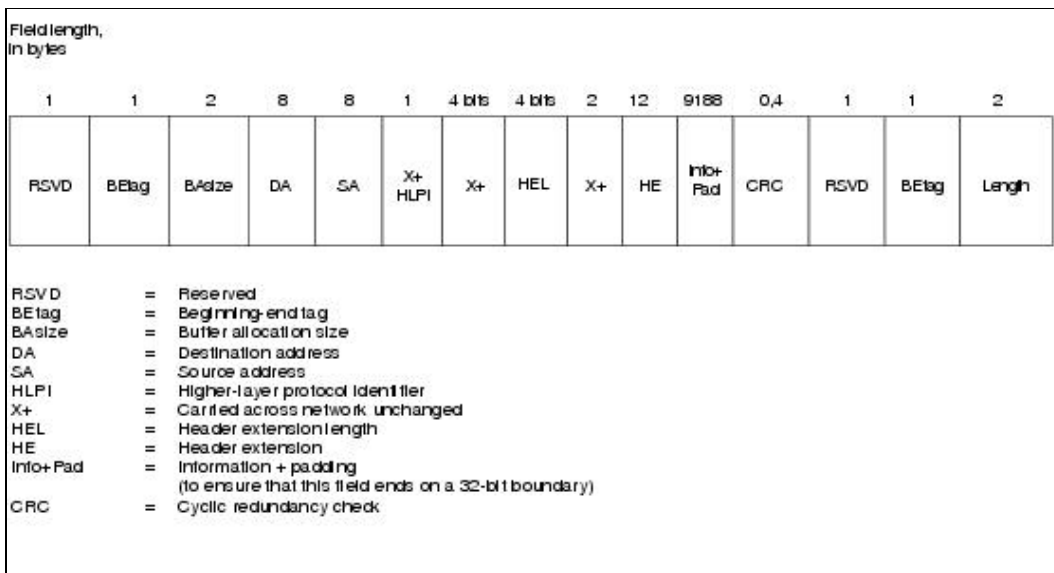 Field length,
in bytes
1 1 2 8 8 1 4 bits 4 bits 2 12 9188 0,4 1 1 2
RSVD BEtag BAsize DA SA X+ HLPI X+ HEL X+ HE Info+ Pad CRC RSVD BEtag Length
RSVD = Reserved
BEtag = Beginning-end tag
BAsize = Buffer allocation size
DA = Destination address
SA = Source address
HLPI = Higher-layer protocol identifier
X+ = Carried across network unchanged
HEL = Header extension length
HE = Header extension
Info+Pad = Information + padding
(to ensure that this field ends on a 32-bit boundary)
CRC = Cyclic redundancy check